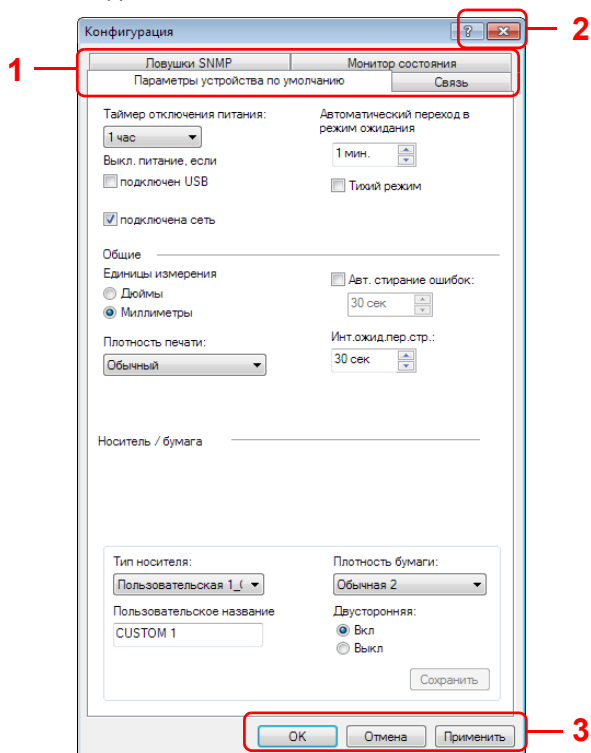 Конфигурация
?
2
1
Ловушки SNMP
Монитор состояния
Параметры устройства по умолчанию
Связь
Таймер отключения питания:
1 час
Выкл. питание, если
подключен USB
подключена сеть
Автоматический переход в
режим ожидания
1 мин.
Тихий режим
Общие
Единицы измерения
Дюймы
Миллиметры
Плотность печати:
Обычный
Авт. стирание ошибок:
30 сек
Инт.ожид.пер.стр.:
30 сек
Носитель / бумага
Тип носителя:
Пользовательская 1_(
Пользовательское название
CUSTOM 1
Плотность бумаги:
Обычная 2
Двусторонняя:
Вкл
Выкл
Сохранить
OK
Отмена
Применить
3